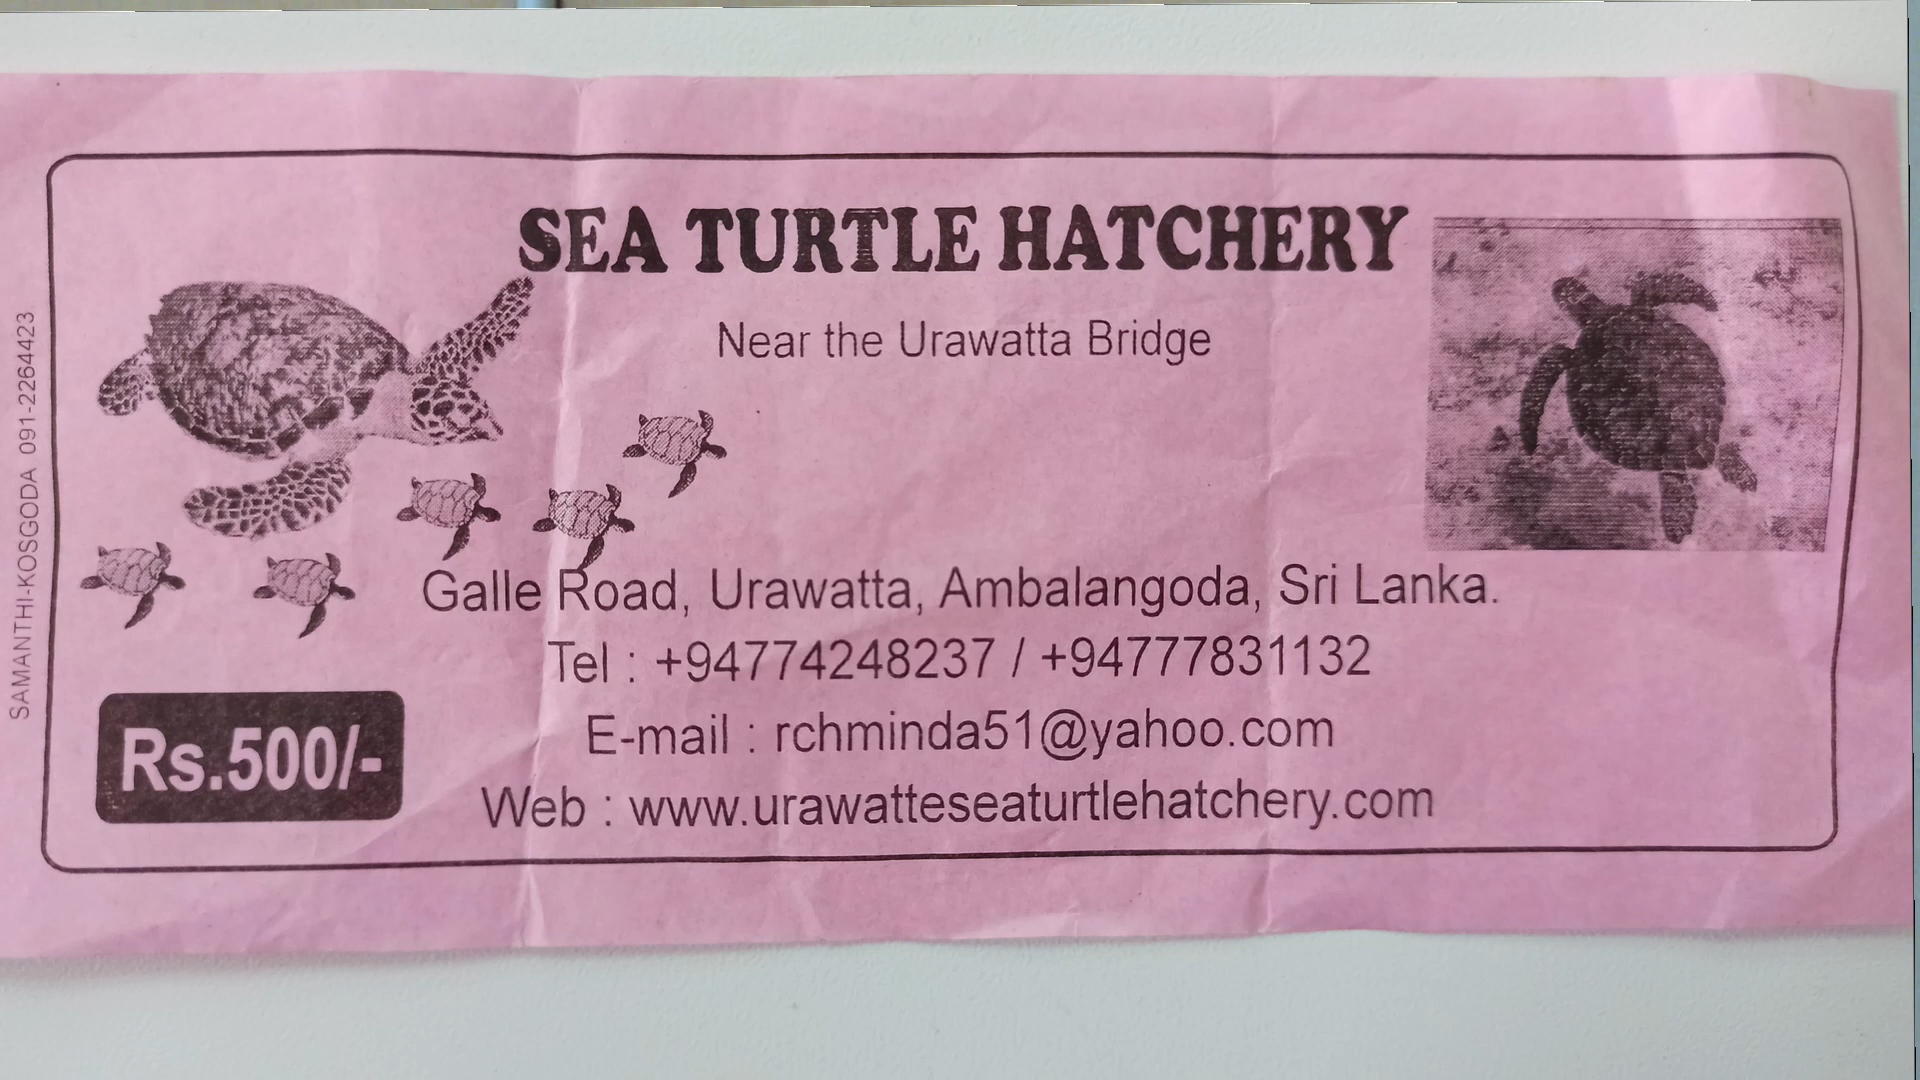 SEA TURTLE HATCHERY
Near the Urawatta Bridge
Galle Road, Urawatta, Ambalangoda, Sri Lanka.
Tel : +94774248237 / +94777831132
E-mail : rchminda51@yahoo.com
Web : www.urawatteseaturtlehatchery.com
Rs.500/-
SAMANTHI-KOSGODA 091-2264423